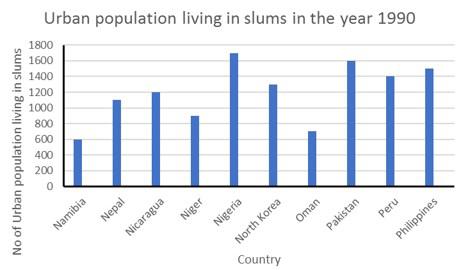 Urban population living in slums in the year 1990
No of Urban population living in slums
1800
1600
1400
1200
1000
800
600
400
200
0
Namibia
Nepal
Nicaragua
Niger
Nigeria
North Korea
Oman
Pakistan
Peru
Philippines
Country